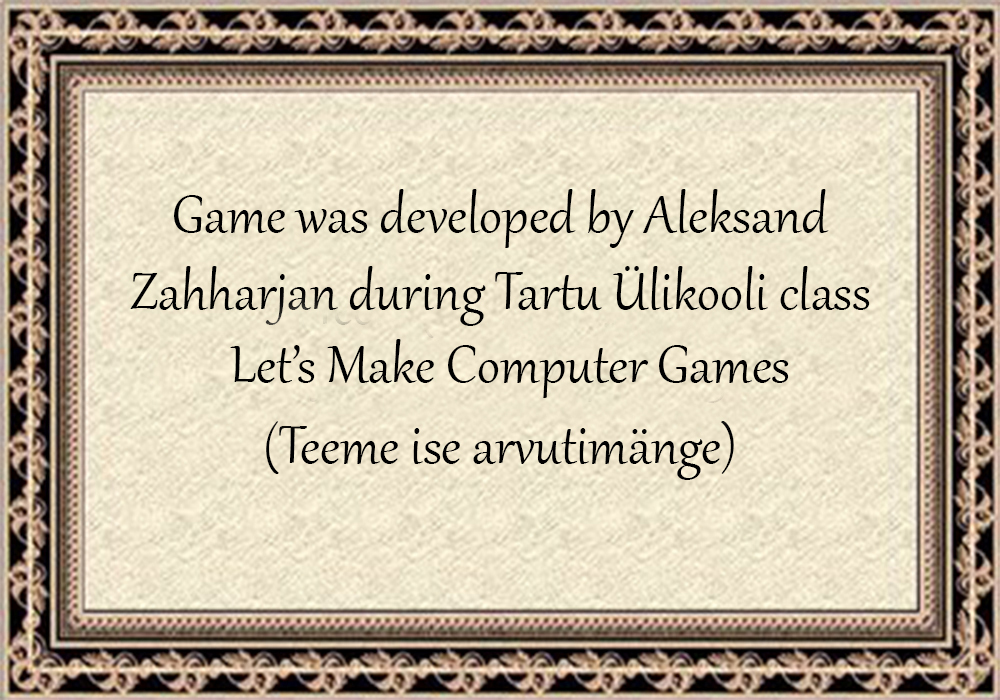 Game was developed by Aleksand
Zahharjan during Tartu Ülikooli class
Let’s Make Computer Games
(Teeme ise arvutimänge)